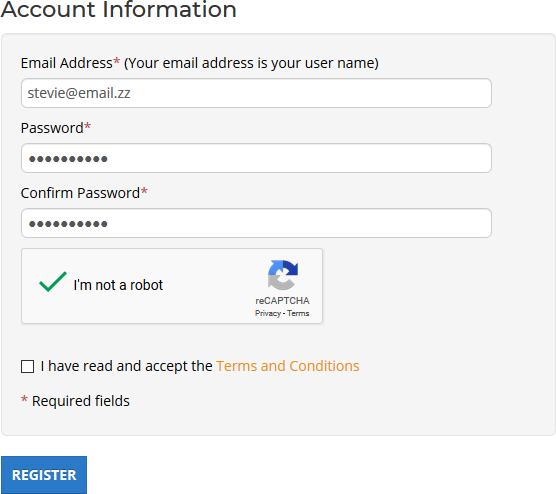 Account Information
Email Address* (Your email address is your user name)
stevie@email.zz
Password*
●●●●●●●●●●
Confirm Password*
●●●●●●●●●●
I'm not a robot
reCAPTCHA
Privacy - Terms
I have read and accept the Terms and Conditions
* Required fields
REGISTER